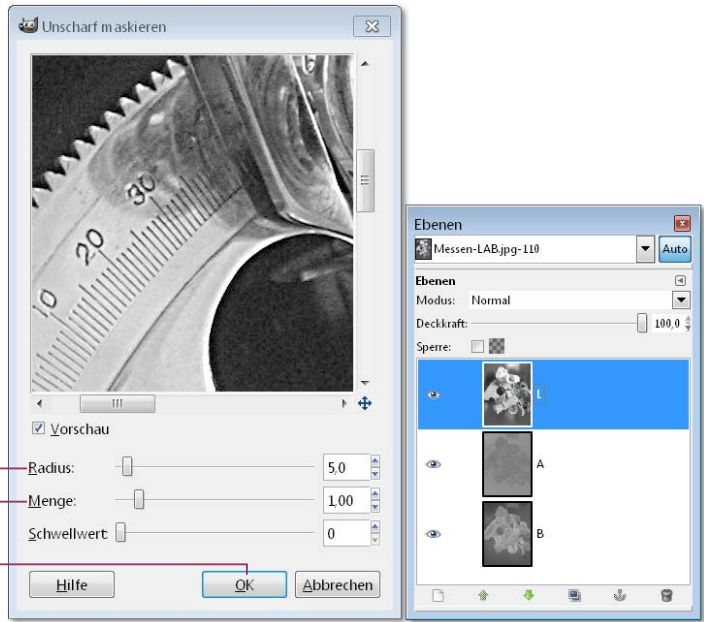 Unscharf maskieren
30
20
10
Vorschau
Radius: 5,0
Menge: 1,00
Schwellwert: 0
Hilfe OK Abbrechen
Ebenen
Messen-LAB.jpg-110 Auto
Ebenen
Modus: Normal
Deckkraft: 100,0
Sperre:
L
A
B